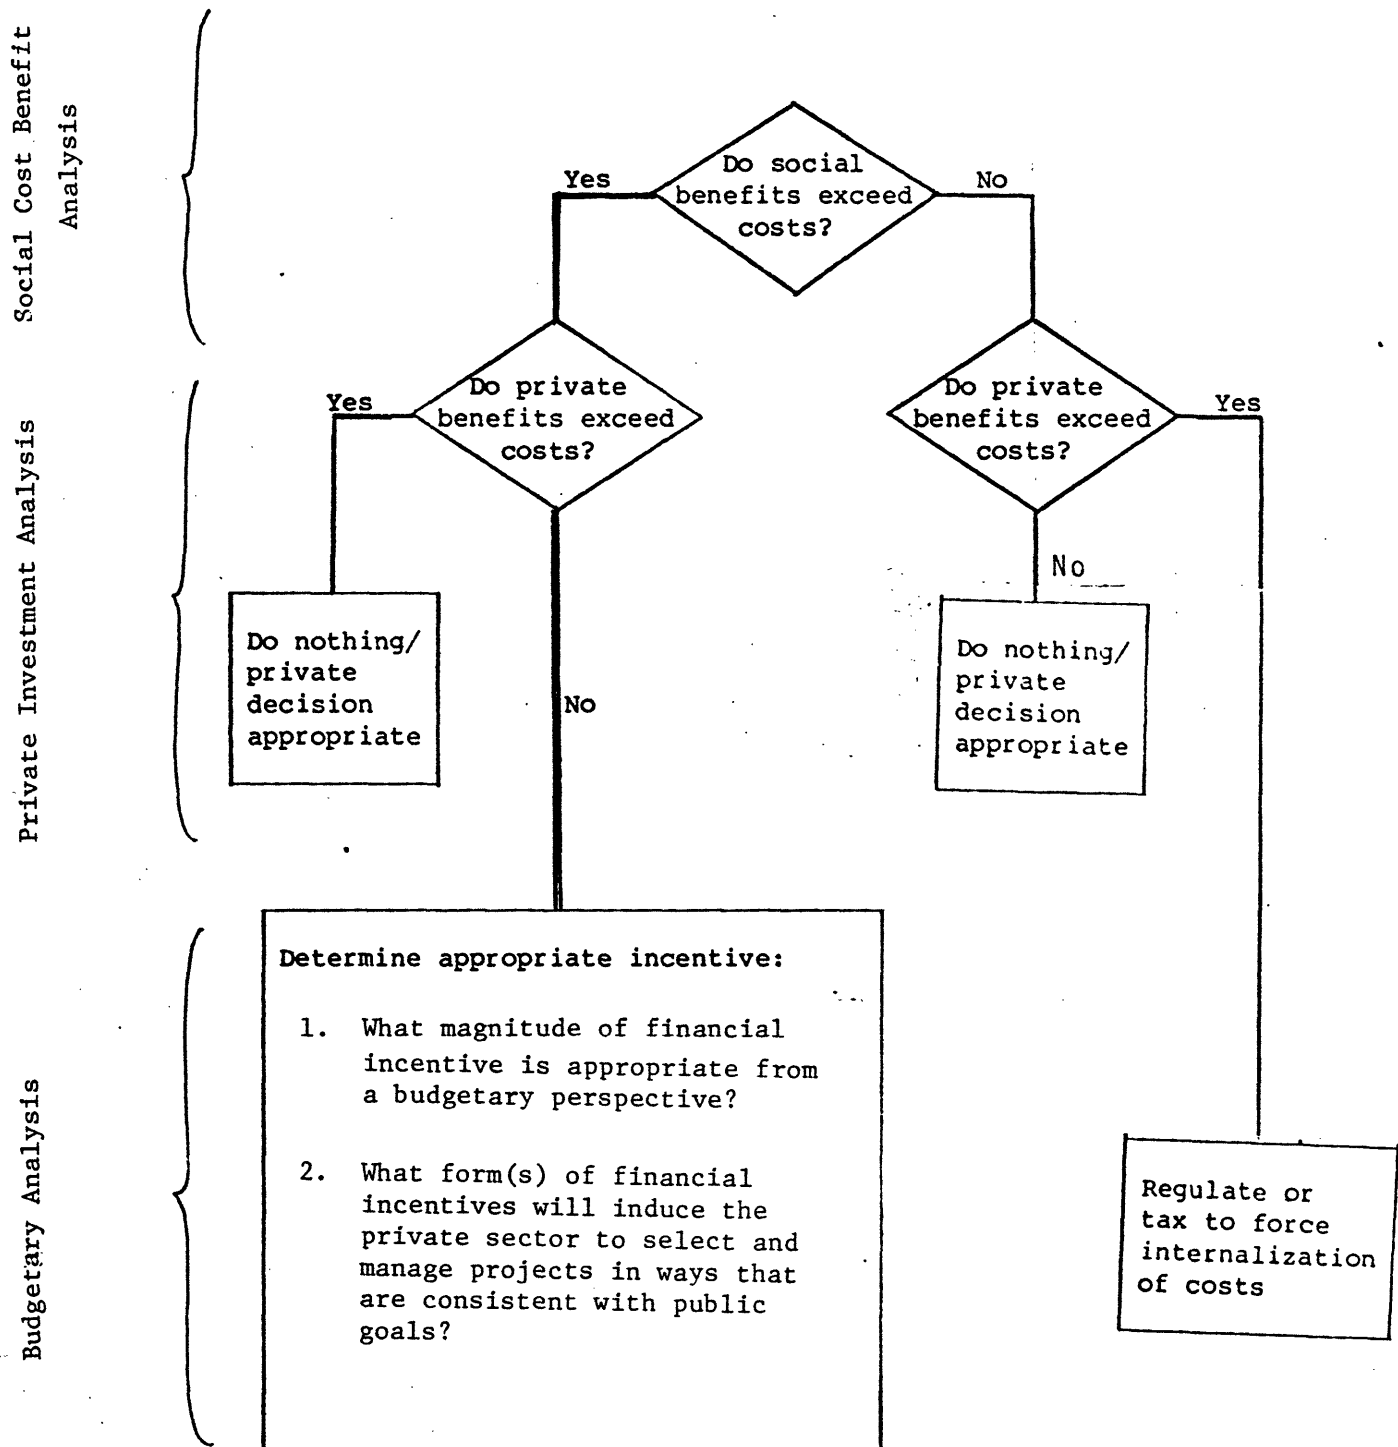 Social Cost Benefit
Analysis
Do social
benefits exceed
costs?
Yes
No
Private Investment Analysis
Do private
benefits exceed
costs?
Yes
No
Do nothing/
private
decision
appropriate
Do private
benefits exceed
costs?
Yes
No
Do nothing/
private
decision
appropriate
Budgetary Analysis
Determine appropriate incentive:
1. What magnitude of financial
incentive is appropriate from
a budgetary perspective?
2. What form(s) of financial
incentives will induce the
private sector to select and
manage projects in ways that
are consistent with public
goals?
Regulate or
tax to force
internalization
of costs